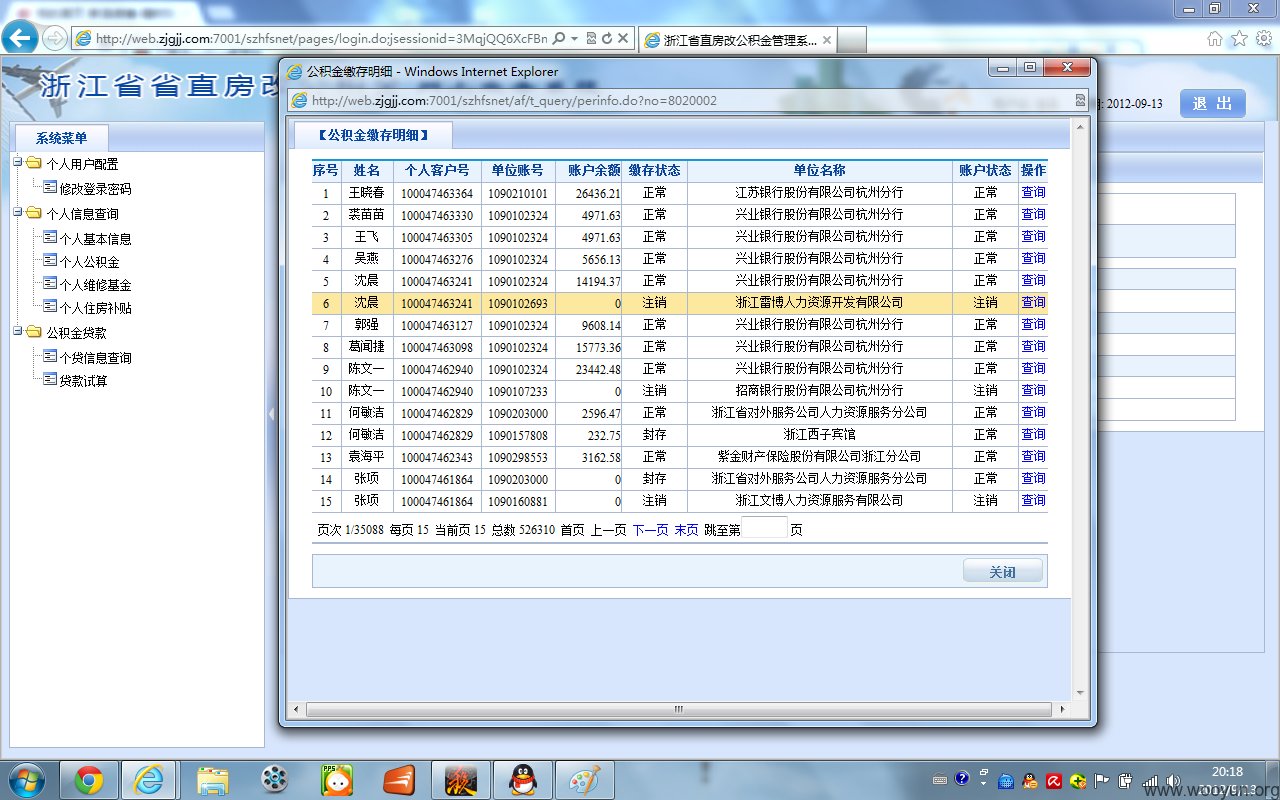 http://web.zjgjj.com:7001/szhfsnet/pages/login.do;jsessionid=3MqjQQ6XcFBn
浙江省直房改公积金管理系...
浙江省省直房改
2012-09-13
退 出
系统菜单
个人用户配置
修改登录密码
个人信息查询
个人基本信息
个人公积金
个人维修基金
个人住房补贴
公积金贷款
个贷信息查询
贷款试算
公积金缴存明细 - Windows Internet Explorer
http://web.zjgjj.com:7001/szhfsnet/af/t_query/perinfo.do?no=8020002
【公积金缴存明细】
序号 姓名 个人客户号 单位账号 账户余额 缴存状态 单位名称 账户状态 操作
1 王晓春 100047463364 1090210101 26436.21 正常 江苏银行股份有限公司杭州分行 正常 查询
2 裘苗苗 100047463330 1090102324 4971.63 正常 兴业银行股份有限公司杭州分行 正常 查询
3 王飞 100047463305 1090102324 4971.63 正常 兴业银行股份有限公司杭州分行 正常 查询
4 吴燕 100047463276 1090102324 5656.13 正常 兴业银行股份有限公司杭州分行 正常 查询
5 沈晨 100047463241 1090102324 14194.37 正常 兴业银行股份有限公司杭州分行 正常 查询
6 沈晨 100047463241 1090102693 0 注销 浙江雷博人力资源开发有限公司 注销 查询
7 郭强 100047463127 1090102324 9608.14 正常 兴业银行股份有限公司杭州分行 正常 查询
8 葛闻捷 100047463098 1090102324 15773.36 正常 兴业银行股份有限公司杭州分行 正常 查询
9 陈文一 100047462940 1090102324 23442.48 正常 兴业银行股份有限公司杭州分行 正常 查询
10 陈文一 100047462940 1090107233 0 注销 招商银行股份有限公司杭州分行 注销 查询
11 何敏洁 100047462829 1090203000 2596.47 正常 浙江省对外服务公司人力资源服务分公司 正常 查询
12 何敏洁 100047462829 1090157808 232.75 封存 浙江西子宾馆 正常 查询
13 袁海平 100047462343 1090298553 3162.58 正常 紫金财产保险股份有限公司浙江分公司 正常 查询
14 张项 100047461864 1090203000 0 封存 浙江省对外服务公司人力资源服务分公司 正常 查询
15 张项 100047461864 1090160881 0 注销 浙江文博人力资源服务有限公司 注销 查询
页次 1/35088 每页 15 当前页 15 总数 526310 首页 上一页 下一页 末页 跳至第 页
关闭
PPS
20:18
2012/9/13
www.wooyun.org